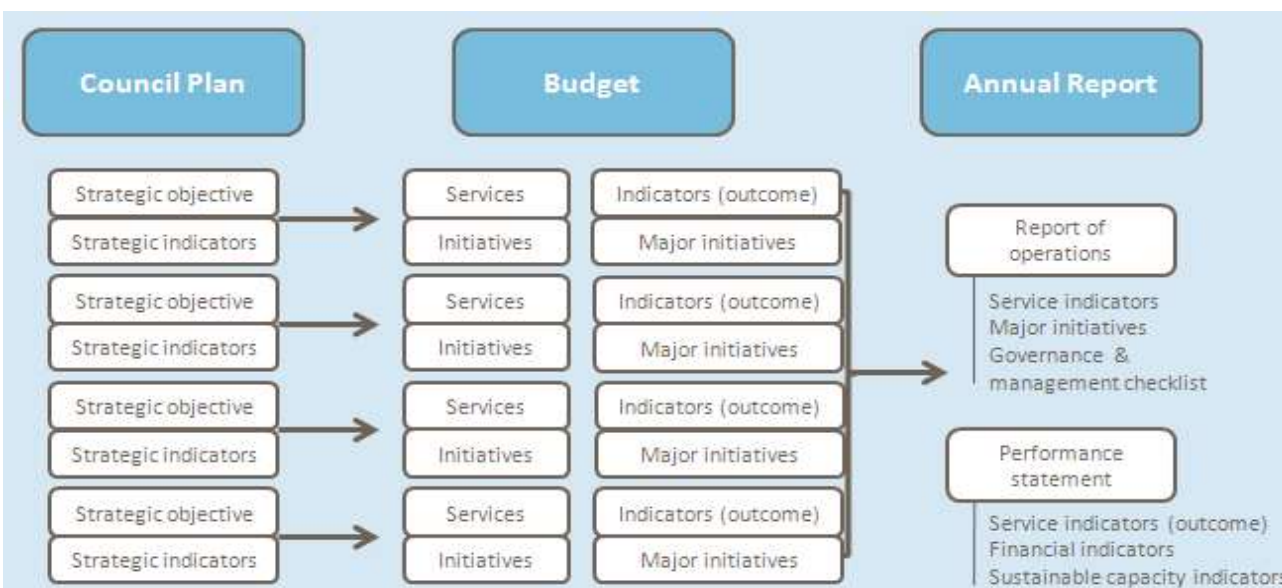 Council Plan
Budget
Annual Report
Strategic objective
Strategic indicators
Strategic objective
Strategic indicators
Strategic objective
Strategic indicators
Strategic objective
Strategic indicators
Services
Initiatives
Services
Initiatives
Services
Initiatives
Services
Initiatives
Indicators (outcome)
Major initiatives
Indicators (outcome)
Major initiatives
Indicators (outcome)
Major initiatives
Indicators (outcome)
Major initiatives
Report of
operations
Service indicators
Major initiatives
Governance &
management checklist
Performance
statement
Service indicators (outcome)
Financial indicators
Sustainable capacity indicators